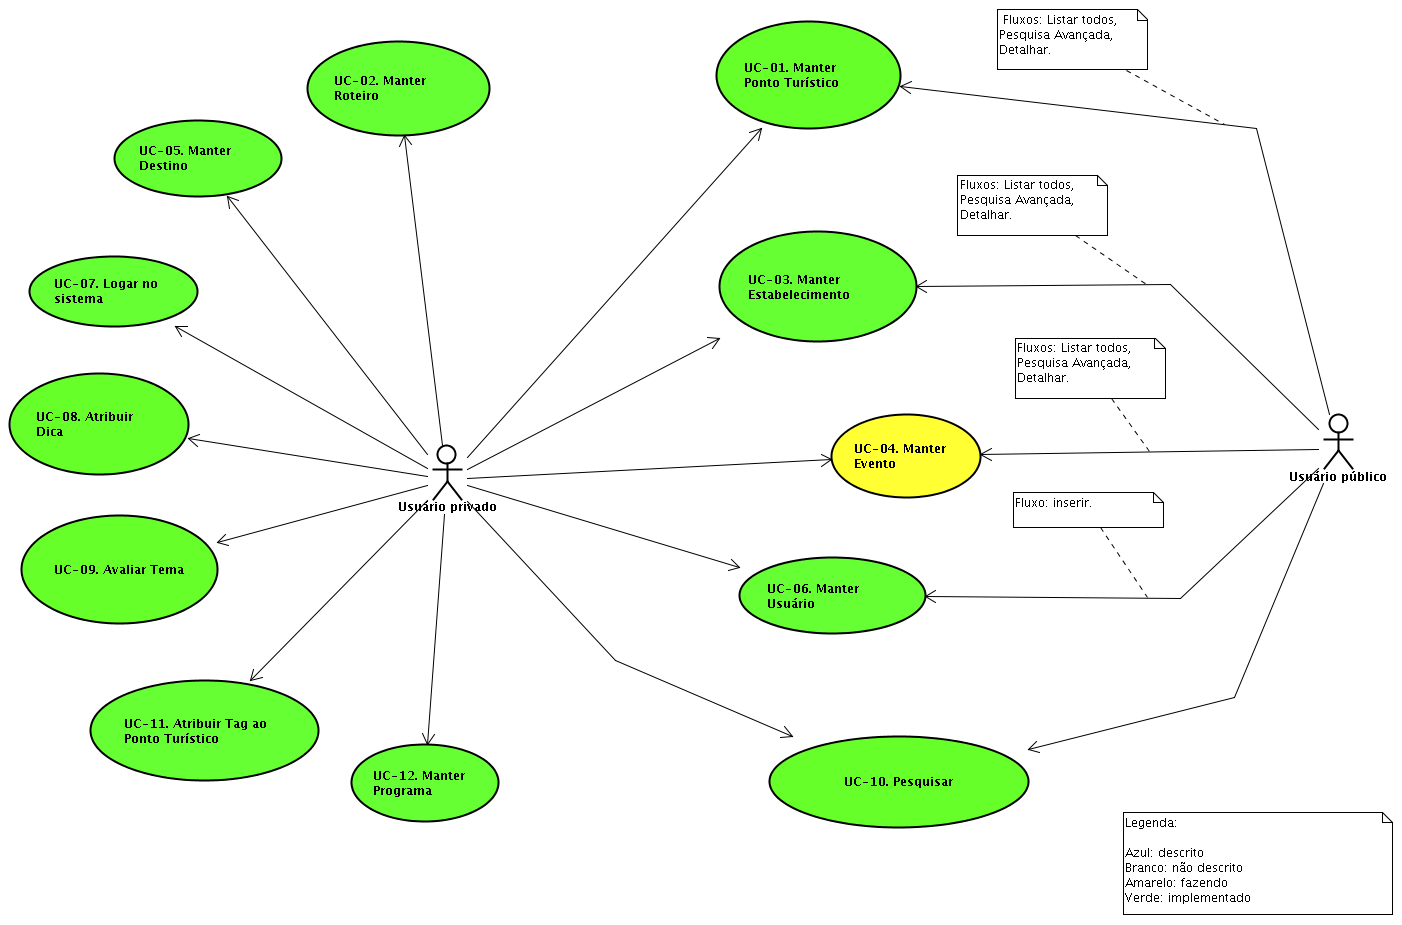 Fluxos: Listar todos,
Pesquisa Avançada,
Detalhar.
UC-01. Manter
Ponto Turístico
UC-02. Manter
Roteiro
UC-05. Manter
Destino
Fluxos: Listar todos,
Pesquisa Avançada,
Detalhar.
UC-07. Logar no
sistema
UC-03. Manter
Estabelecimento
Fluxos: Listar todos,
Pesquisa Avançada,
Detalhar.
UC-08. Atribuir
Dica
UC-04. Manter
Evento
Usuário público
Usuário privado
Fluxo: inserir.
UC-09. Avaliar Tema
UC-06. Manter
Usuário
UC-11. Atribuir Tag ao
Ponto Turístico
UC-12. Manter
Programa
UC-10. Pesquisar
Legenda:
Azul: descrito
Branco: não descrito
Amarelo: fazendo
Verde: implementado